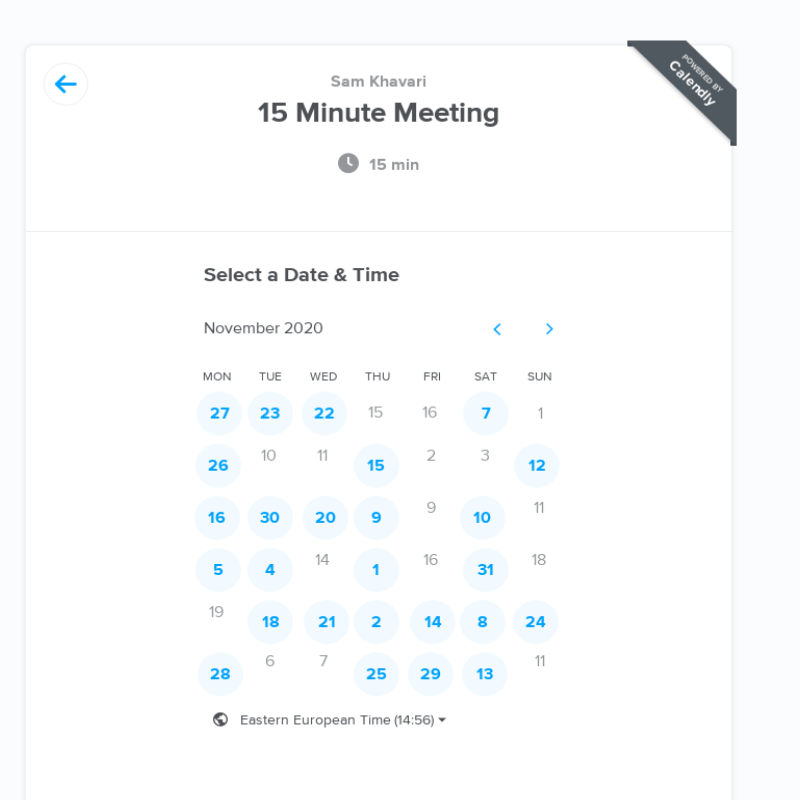 Sam Khavari
15 Minute Meeting
15 min
POWERED BY
Calendly
Select a Date & Time
November 2020
MON TUE WED THU FRI SAT SUN
27 23 22 15 16 7 1
26 10 11 15 2 3 12
16 30 20 9 9 10 11
5 4 14 1 16 31 18
19 18 21 2 14 8 24
28 6 7 25 29 13 11
Eastern European Time (14:56)